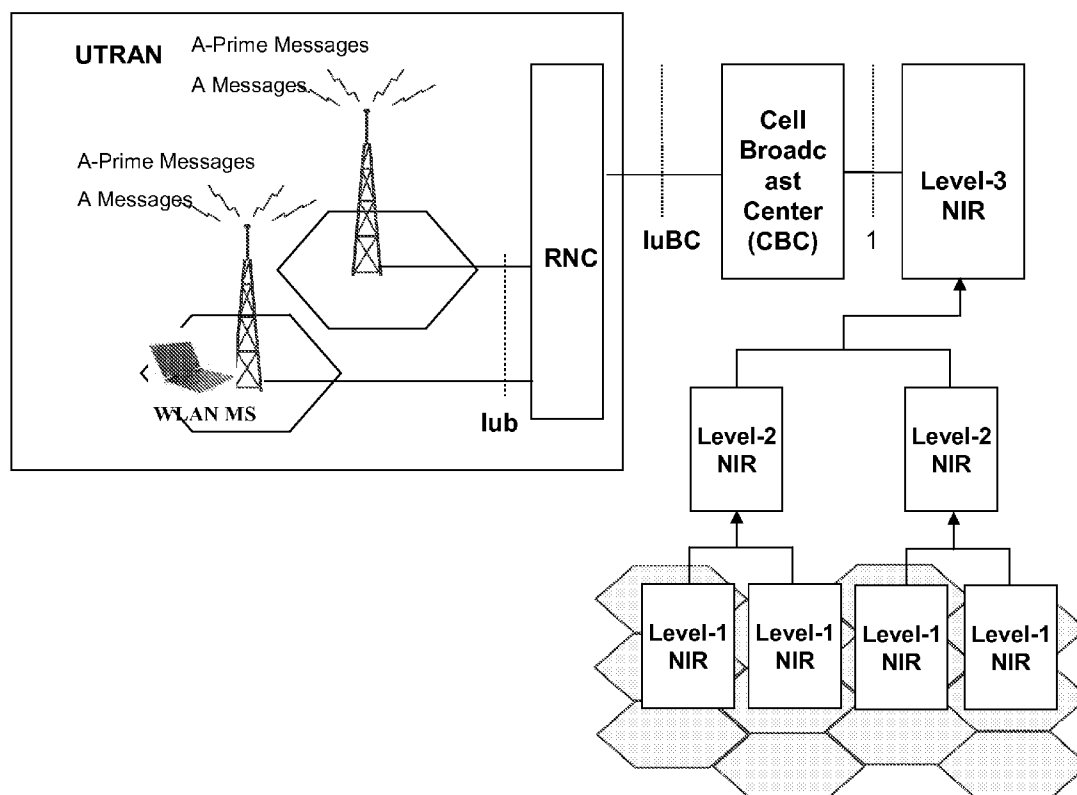 UTRAN
A-Prime Messages
A Messages
A-Prime Messages
A Messages
WLAN MS
Iub
RNC
IuBC
Cell
Broadc
ast
Center
(CBC)
1
Level-3
NIR
Level-2
NIR
Level-2
NIR
Level-1
NIR
Level-1
NIR
Level-1
NIR
Level-1
NIR